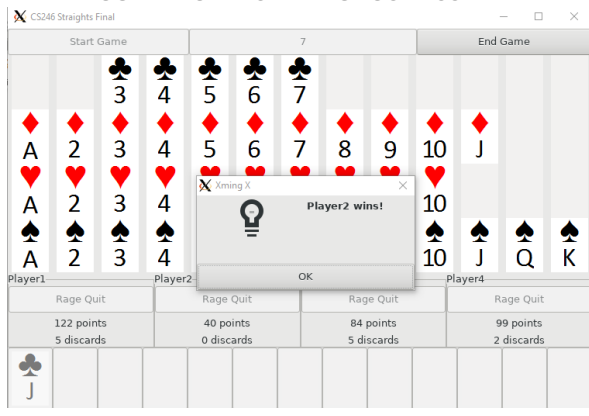 CS246 Straights Final
Start Game 7 End Game
3 4 5 6 7
A 2 3 4 5 6 7 8 9 10 J
Xming X
Player2 wins!
A 2 3 4 10
OK
A 2 3 4 10 J Q K
Player1 Player2 Player4
Rage Quit Rage Quit Rage Quit Rage Quit
122 points 40 points 84 points 99 points
5 discards 0 discards 5 discards 2 discards
J